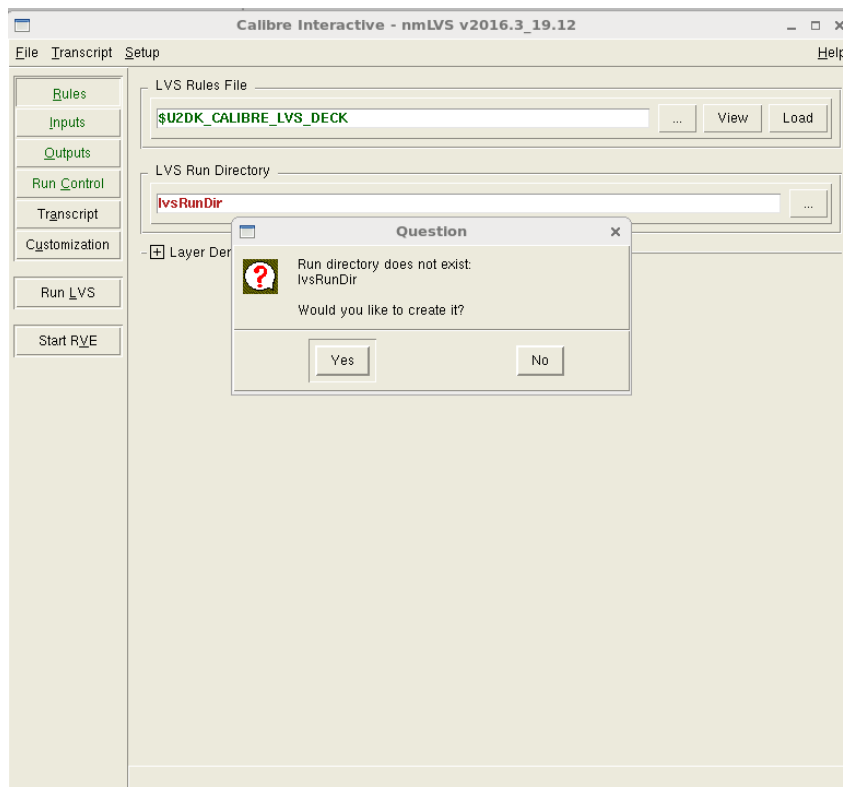 Calibre Interactive - nmLVS v2016.3_19.12
File Transcript Setup Help
Rules
Inputs
Outputs
Run Control
Transcript
Customization
Run LVS
Start RVE
LVS Rules File
$U2DK_CALIBRE_LVS_DECK ... View Load
LVS Run Directory
lvsRunDir ...
+ Layer Der
Question
Run directory does not exist:
lvsRunDir
Would you like to create it?
Yes No